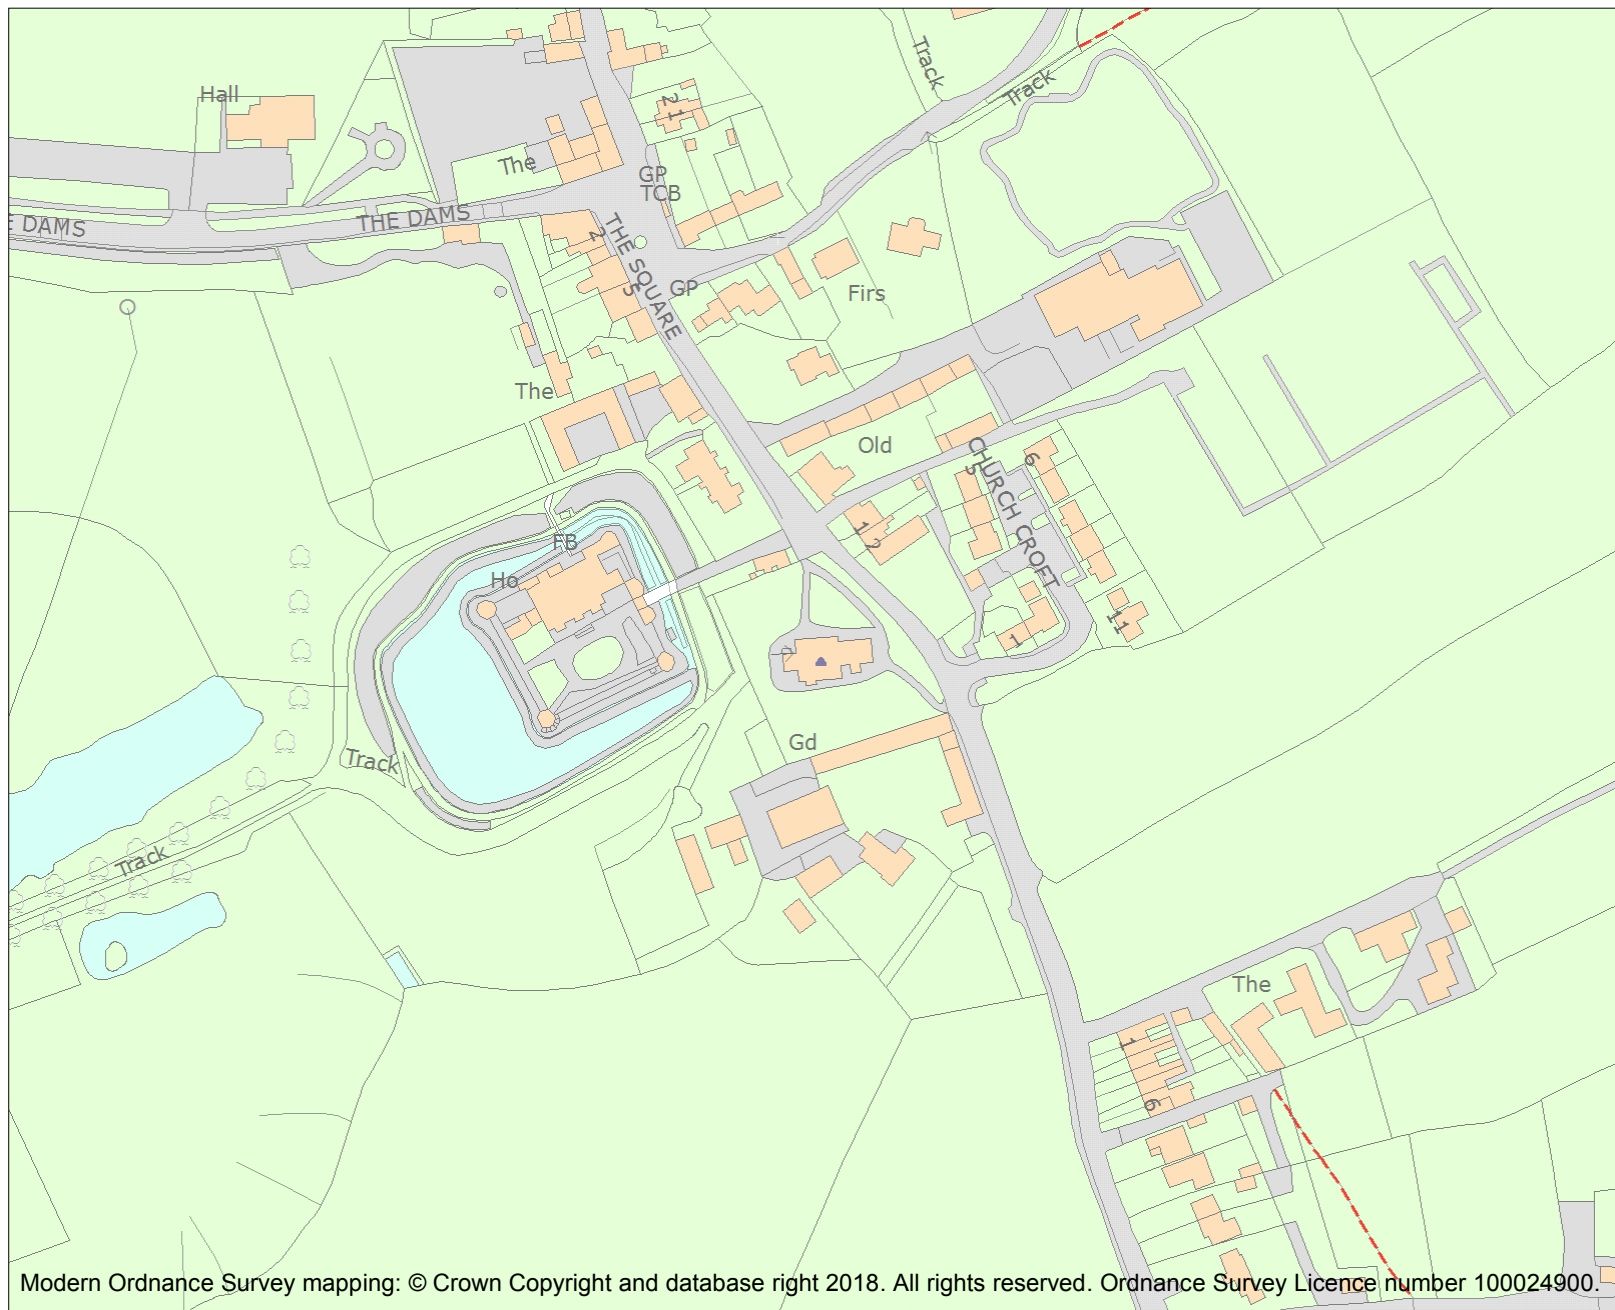 Hall
Track
Track
2
1
The
GP
TCB
DAMS
THE DAMS
THE SQUARE
2
5
GP
Firs
The
Old
CHURCH CROFT
5
6
1
2
FB
Ho
11
1
Track
Gd
Track
The
1
6
Modern Ordnance Survey mapping: © Crown Copyright and database right 2018. All rights reserved. Ordnance Survey Licence number 100024900.